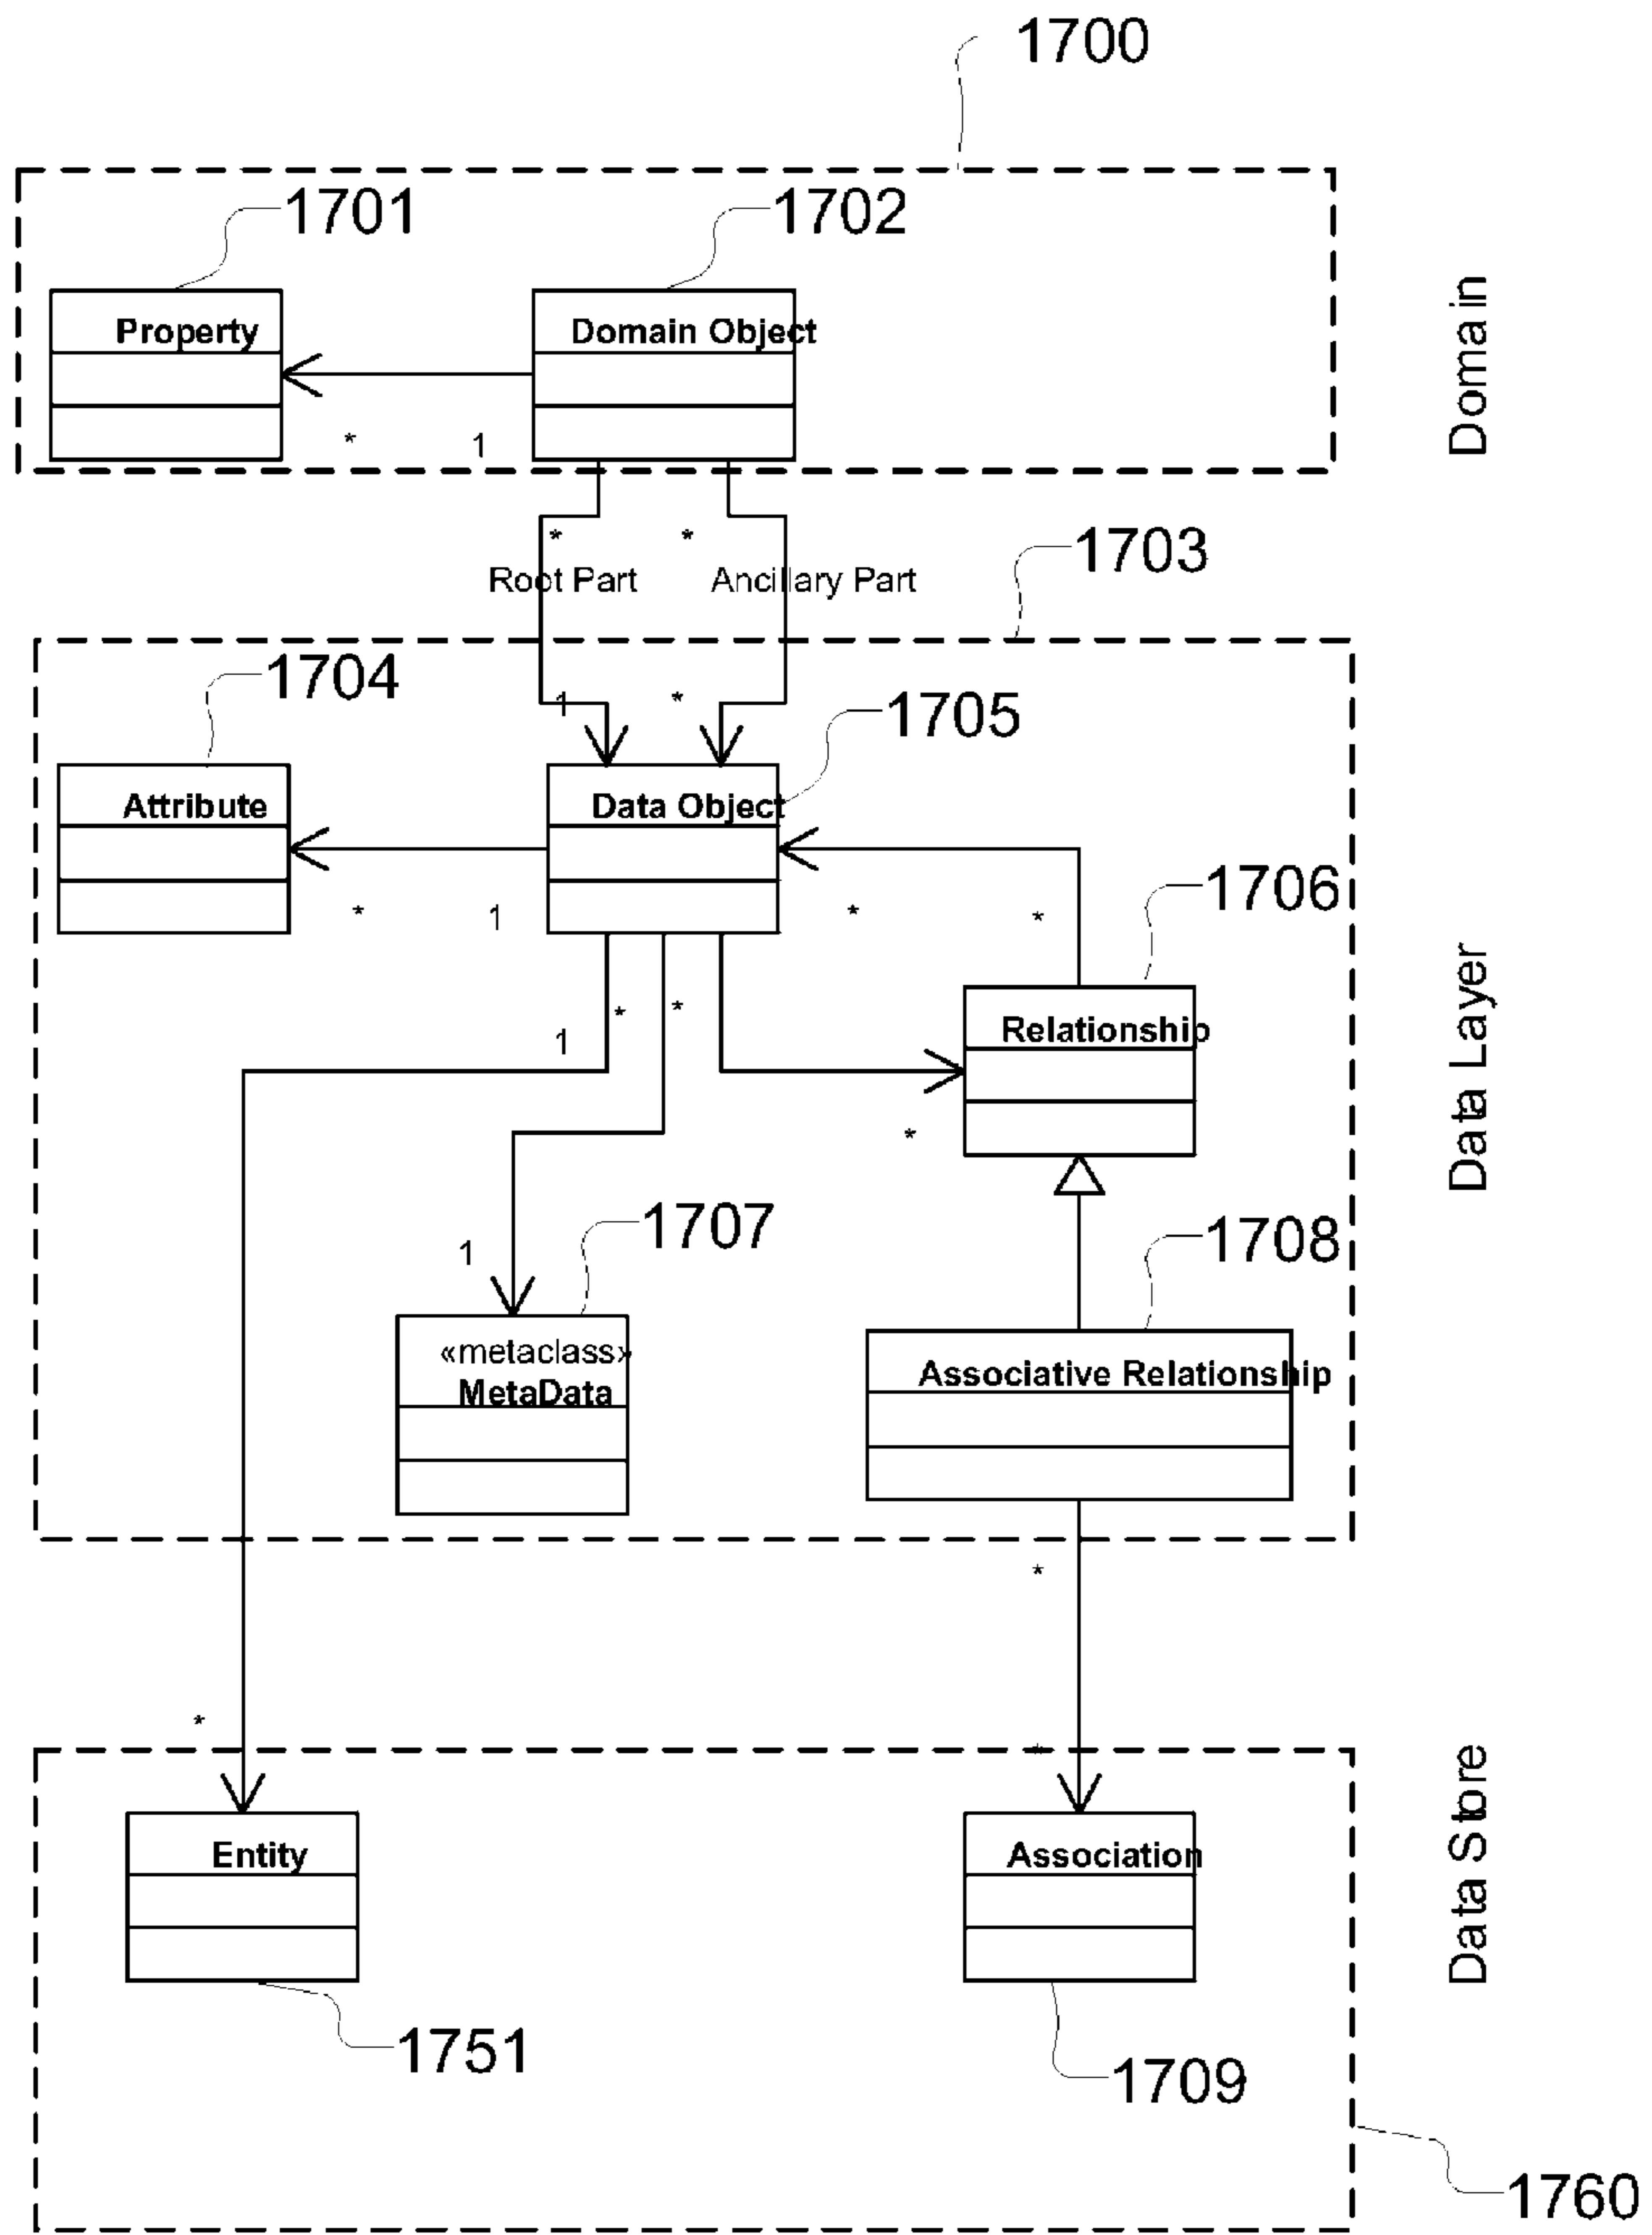 1700
1701
1702
Property
Domain Object
* 1
Domain
* *
Root Part Ancillary Part
1703
1704
1 *
1705
Attribute
Data Object
* 1 * *
1706
1 * *
Relationship
*
Data Layer
1707
1
1708
«metaclass»
MetaData
Associative Relationship
*
*
*
Entity
Association
Data Store
1751
1709
1760